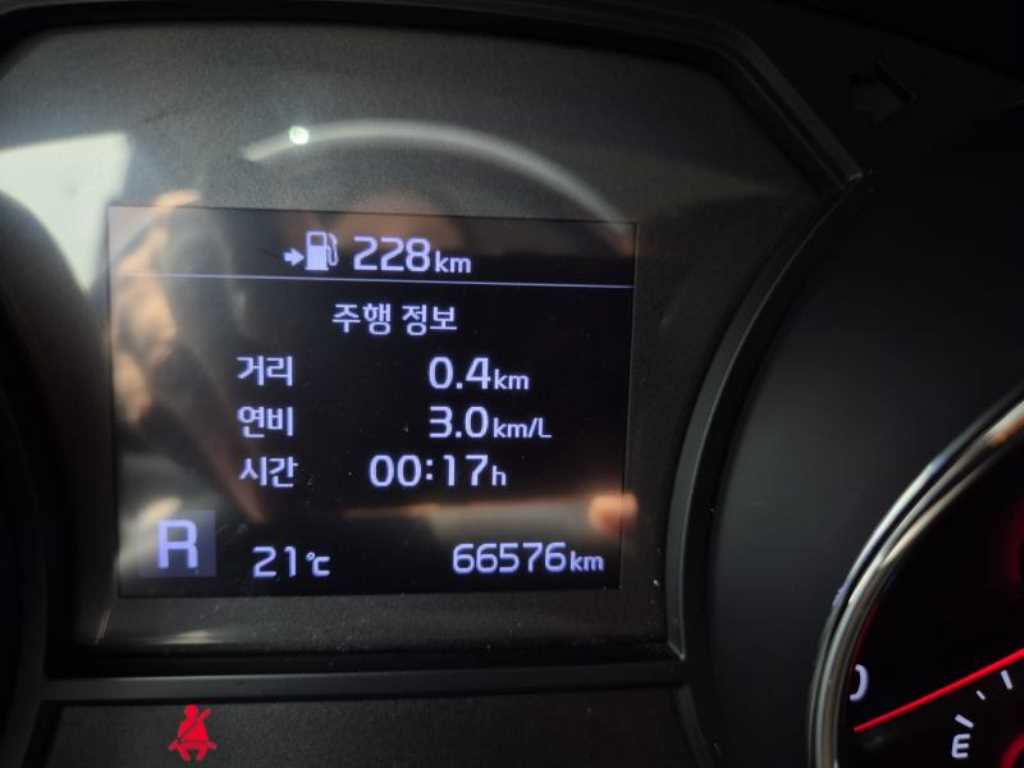 228km
주행 정보
거리 0.4km
연비 3.0km/L
시간 00:17h
R 21℃ 66576km
0
E